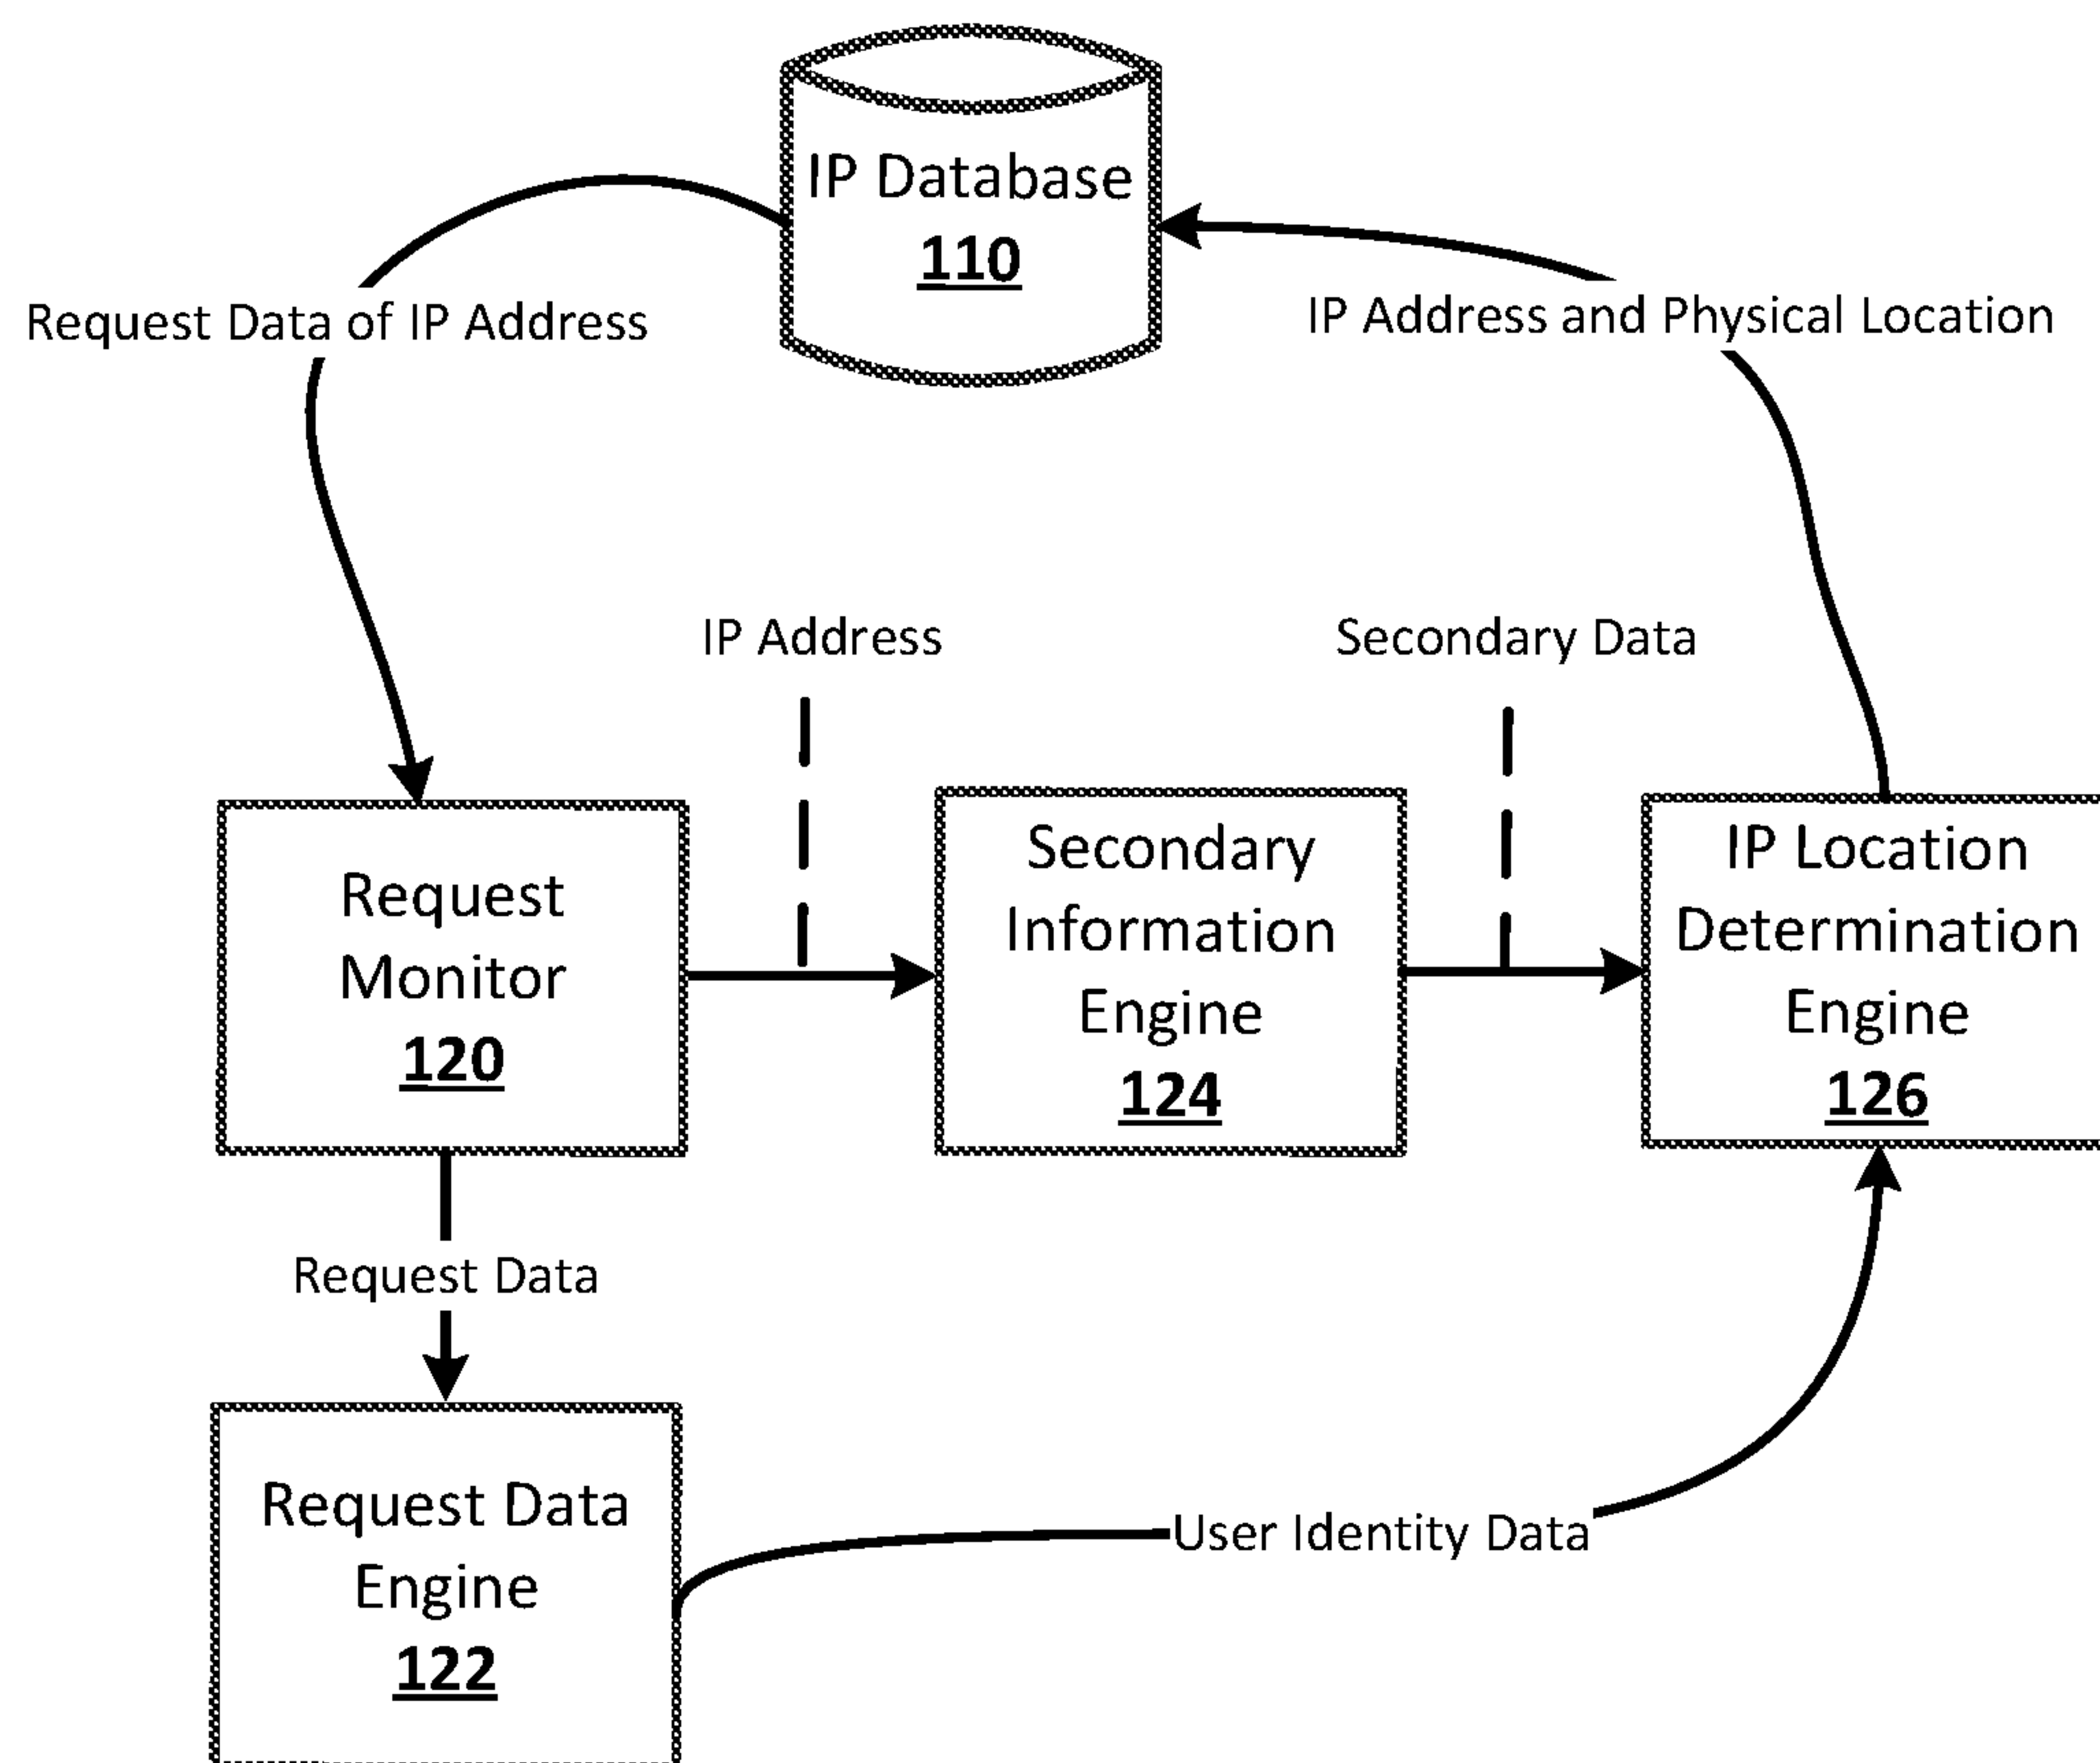 IP Database
110
Request Data of IP Address
IP Address and Physical Location
IP Address
Secondary Data
Request
Monitor
120
Secondary
Information
Engine
124
IP Location
Determination
Engine
126
Request Data
Request Data
Engine
122
User Identity Data